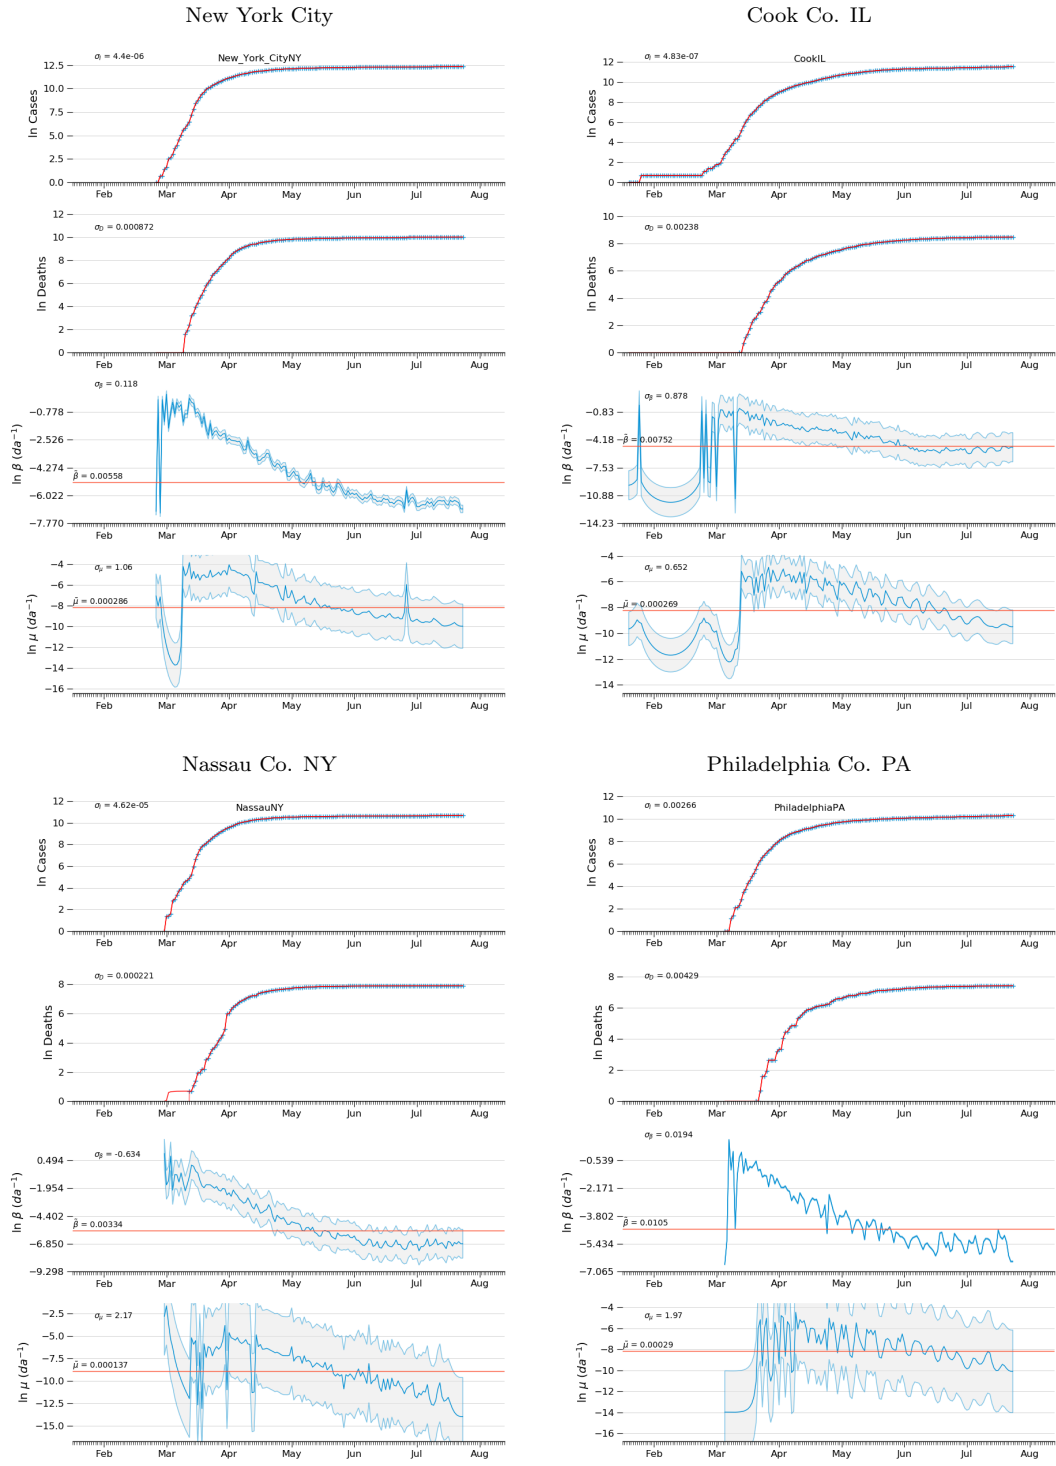 New York City
σI = 4.4e-06
New_York_CityNY
ln Cases
12.5
10.0
7.5
5.0
2.5
0.0
Feb Mar Apr May Jun Jul Aug
σD = 0.000872
ln Deaths
12
10
8
6
4
2
0
Feb Mar Apr May Jun Jul Aug
σβ = 0.118
ln β (da⁻¹)
−0.778
−2.526
−4.274
β̃ = 0.00558
−6.022
−7.770
Feb Mar Apr May Jun Jul Aug
σμ = 1.06
ln μ (da⁻¹)
−4
−6
μ̃ = 0.000286
−8
−10
−12
−14
−16
Feb Mar Apr May Jun Jul Aug
Cook Co. IL
σI = 4.83e-07
CookIL
ln Cases
12
10
8
6
4
2
0
Feb Mar Apr May Jun Jul Aug
σD = 0.00238
ln Deaths
10
8
6
4
2
0
Feb Mar Apr May Jun Jul Aug
σβ = 0.878
ln β (da⁻¹)
−0.83
−4.18
β̃ = 0.00752
−7.53
−10.88
−14.23
Feb Mar Apr May Jun Jul Aug
σμ = 0.652
ln μ (da⁻¹)
−4
−6
μ̃ = 0.000269
−8
−10
−12
−14
Feb Mar Apr May Jun Jul Aug
Nassau Co. NY
σI = 4.62e-05
NassauNY
ln Cases
12
10
8
6
4
2
0
Feb Mar Apr May Jun Jul Aug
σD = 0.000221
ln Deaths
8
6
4
2
0
Feb Mar Apr May Jun Jul Aug
σβ = -0.634
ln β (da⁻¹)
0.494
−1.954
−4.402
β̃ = 0.00334
−6.850
−9.298
Feb Mar Apr May Jun Jul Aug
σμ = 2.17
ln μ (da⁻¹)
−2.5
−5.0
−7.5
μ̃ = 0.000137
−10.0
−12.5
−15.0
Feb Mar Apr May Jun Jul Aug
Philadelphia Co. PA
σI = 0.00266
PhiladelphiaPA
ln Cases
12
10
8
6
4
2
0
Feb Mar Apr May Jun Jul Aug
σD = 0.00429
ln Deaths
8
6
4
2
0
Feb Mar Apr May Jun Jul Aug
σβ = 0.0194
ln β (da⁻¹)
−0.539
−2.171
−3.802
β̃ = 0.0105
−5.434
−7.065
Feb Mar Apr May Jun Jul Aug
σμ = 1.97
ln μ (da⁻¹)
−4
−6
μ̃ = 0.00029
−8
−10
−12
−14
−16
Feb Mar Apr May Jun Jul Aug